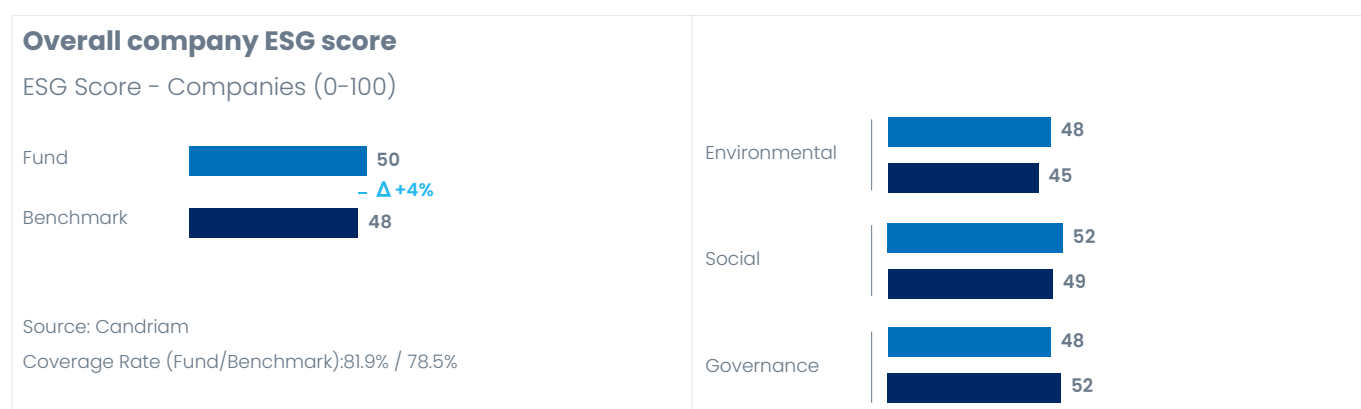 Overall company ESG score
ESG Score - Companies (0-100)
Fund
50
Δ +4%
Benchmark
48
Source: Candriam
Coverage Rate (Fund/Benchmark):81.9% / 78.5%
Environmental
48
45
Social
52
49
Governance
48
52